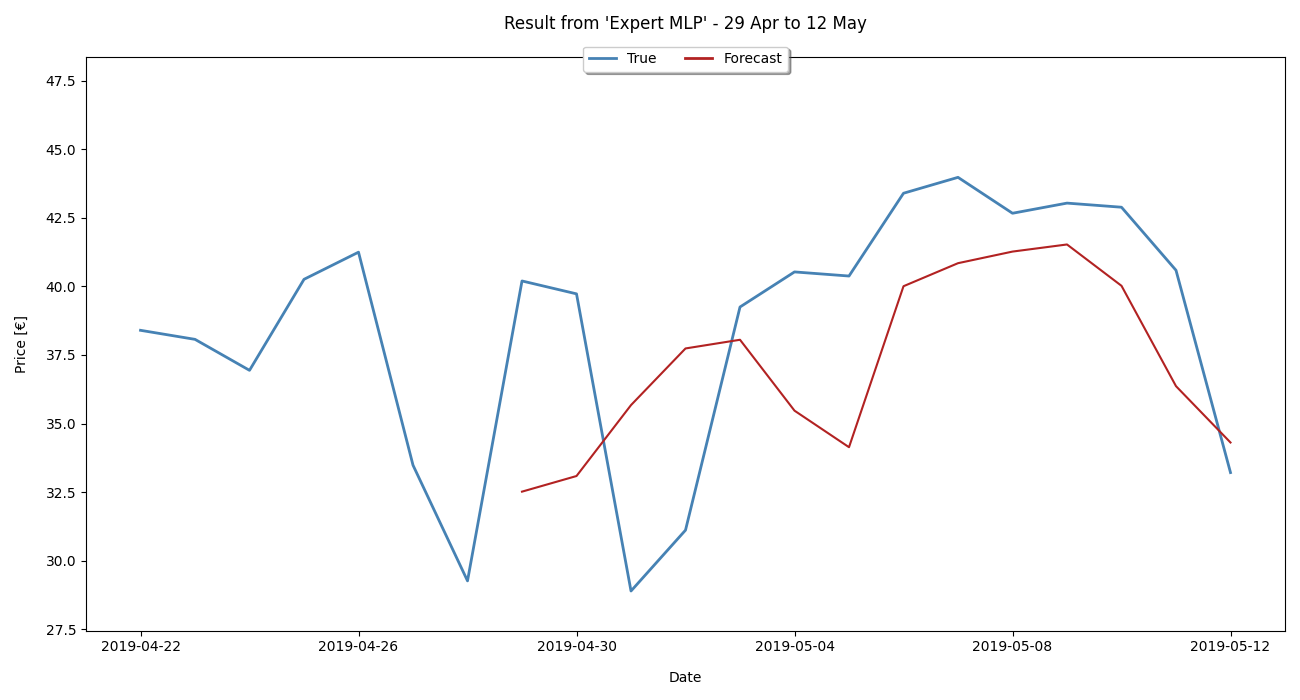 Result from 'Expert MLP' - 29 Apr to 12 May
True Forecast
47.5
45.0
42.5
40.0
37.5
35.0
32.5
30.0
27.5
Price [€]
2019-04-22 2019-04-26 2019-04-30 2019-05-04 2019-05-08 2019-05-12
Date